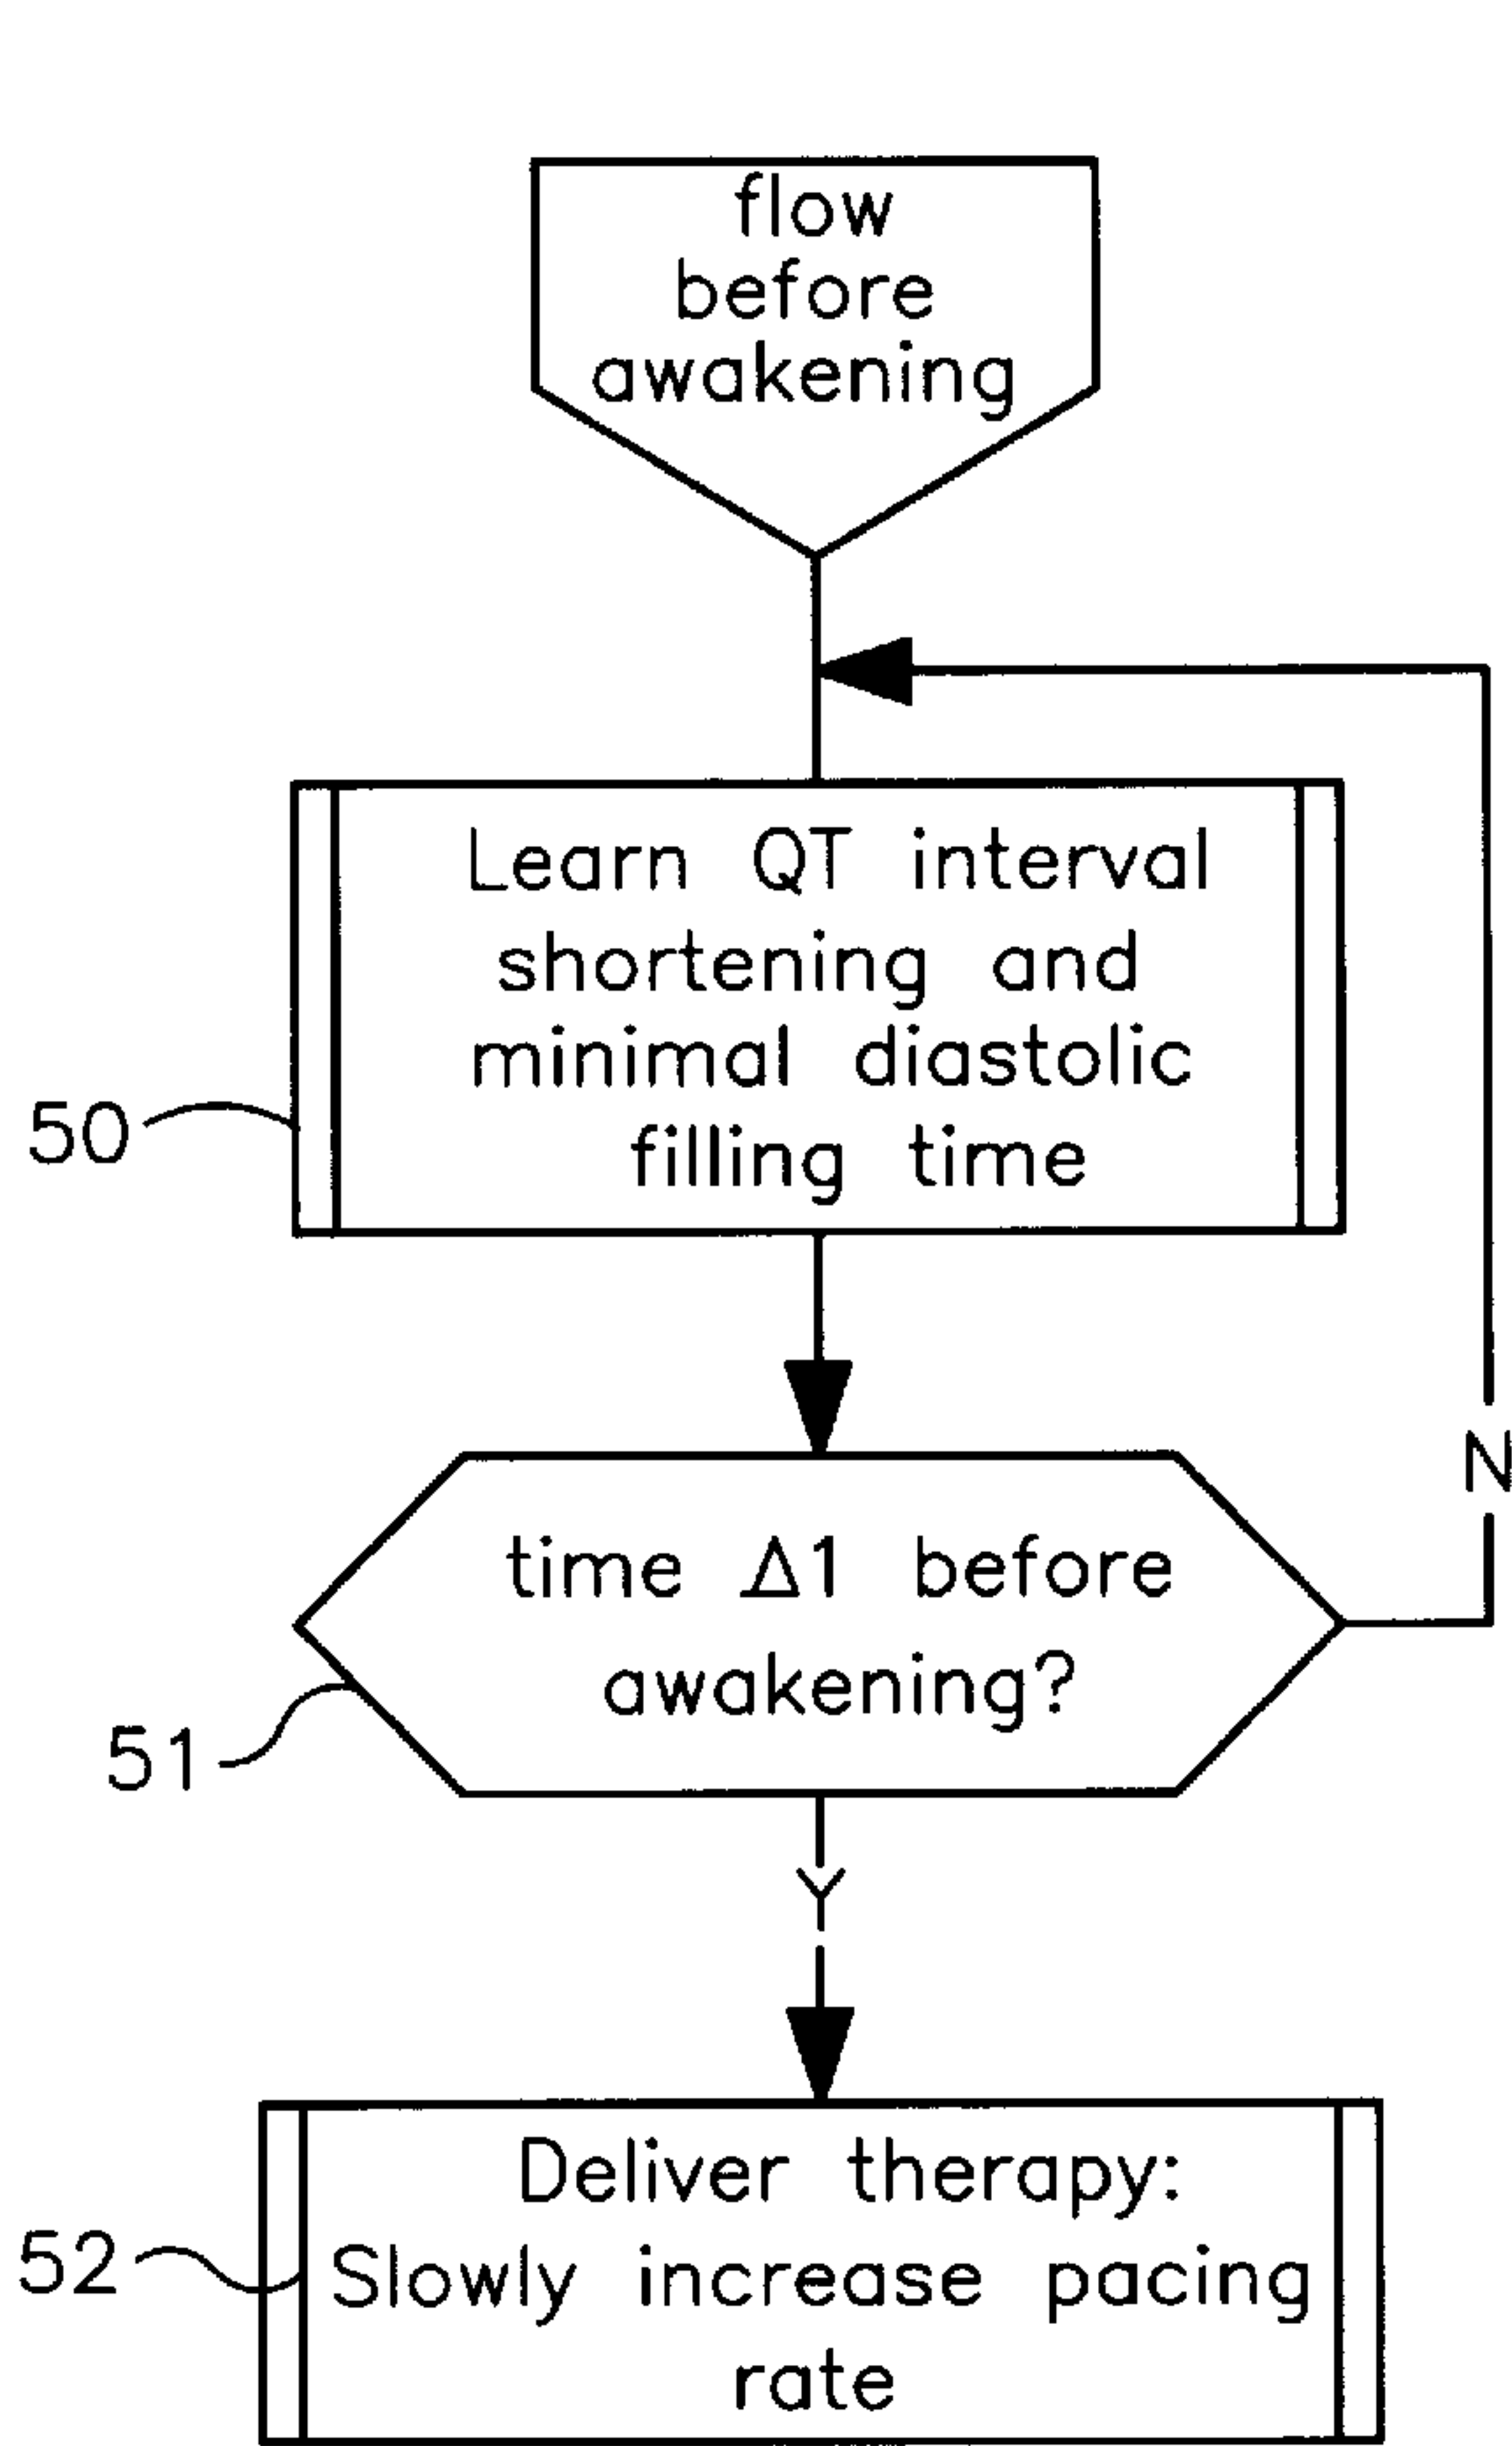 flow
before
awakening
Learn QT interval
shortening and
minimal diastolic
filling time
50
N
time Δ1 before
awakening?
51
Y
Deliver therapy:
Slowly increase pacing
rate
52